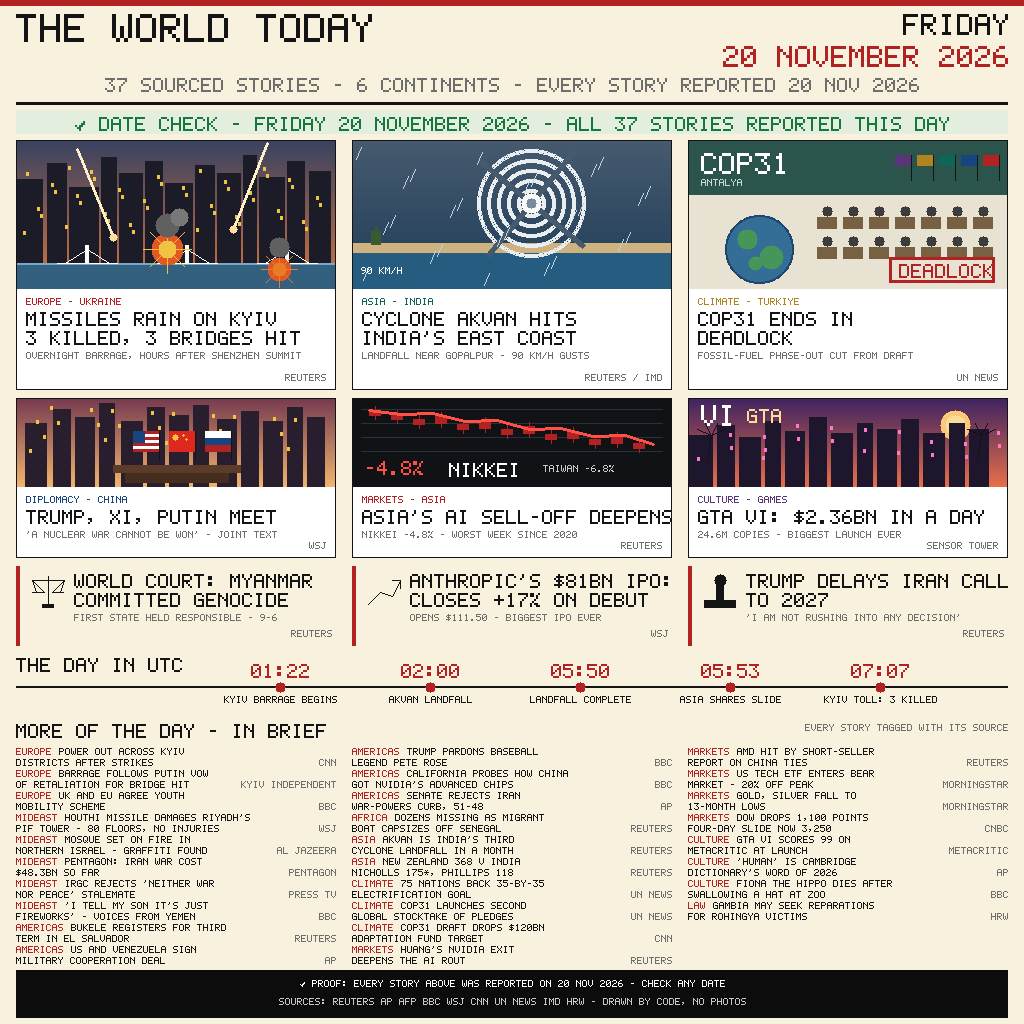 THE WORLD TODAY
FRIDAY
20 NOVEMBER 2026
37 SOURCED STORIES - 6 CONTINENTS - EVERY STORY REPORTED 20 NOV 2026
✓ DATE CHECK - FRIDAY 20 NOVEMBER 2026 - ALL 37 STORIES REPORTED THIS DAY
EUROPE - UKRAINE
MISSILES RAIN ON KYIV
3 KILLED, 3 BRIDGES HIT
OVERNIGHT BARRAGE, HOURS AFTER SHENZHEN SUMMIT
REUTERS
90 KM/H
ASIA - INDIA
CYCLONE AKVAN HITS
INDIA'S EAST COAST
LANDFALL NEAR GOPALPUR - 90 KM/H GUSTS
REUTERS / IMD
COP31
ANTALYA
DEADLOCK
CLIMATE - TURKIYE
COP31 ENDS IN
DEADLOCK
FOSSIL-FUEL PHASE-OUT CUT FROM DRAFT
UN NEWS
DIPLOMACY - CHINA
TRUMP, XI, PUTIN MEET
'A NUCLEAR WAR CANNOT BE WON' - JOINT TEXT
WSJ
-4.8% NIKKEI TAIWAN -6.8%
MARKETS - ASIA
ASIA'S AI SELL-OFF DEEPENS
NIKKEI -4.8% - WORST WEEK SINCE 2020
REUTERS
VI GTA
CULTURE - GAMES
GTA VI: $2.36BN IN A DAY
24.6M COPIES - BIGGEST LAUNCH EVER
SENSOR TOWER
WORLD COURT: MYANMAR
COMMITTED GENOCIDE
FIRST STATE HELD RESPONSIBLE - 9-6
REUTERS
ANTHROPIC'S $81BN IPO:
CLOSES +17% ON DEBUT
OPENS $111.50 - BIGGEST IPO EVER
WSJ
TRUMP DELAYS IRAN CALL
TO 2027
'I AM NOT RUSHING INTO ANY DECISION'
REUTERS
THE DAY IN UTC
01:22 02:00 05:50 05:53 07:07
KYIV BARRAGE BEGINS AKVAN LANDFALL LANDFALL COMPLETE ASIA SHARES SLIDE KYIV TOLL: 3 KILLED
MORE OF THE DAY - IN BRIEF
EVERY STORY TAGGED WITH ITS SOURCE
EUROPE POWER OUT ACROSS KYIV
DISTRICTS AFTER STRIKES CNN
EUROPE BARRAGE FOLLOWS PUTIN VOW
OF RETALIATION FOR BRIDGE HIT KYIV INDEPENDENT
EUROPE UK AND EU AGREE YOUTH
MOBILITY SCHEME BBC
MIDEAST HOUTHI MISSILE DAMAGES RIYADH'S
PIF TOWER - 80 FLOORS, NO INJURIES WSJ
MIDEAST MOSQUE SET ON FIRE IN
NORTHERN ISRAEL - GRAFFITI FOUND AL JAZEERA
MIDEAST PENTAGON: IRAN WAR COST
$48.3BN SO FAR PENTAGON
MIDEAST IRGC REJECTS 'NEITHER WAR
NOR PEACE' STALEMATE PRESS TV
MIDEAST 'I TELL MY SON IT'S JUST
FIREWORKS' - VOICES FROM YEMEN BBC
AMERICAS BUKELE REGISTERS FOR THIRD
TERM IN EL SALVADOR REUTERS
AMERICAS US AND VENEZUELA SIGN
MILITARY COOPERATION DEAL AP
AMERICAS TRUMP PARDONS BASEBALL
LEGEND PETE ROSE BBC
AMERICAS CALIFORNIA PROBES HOW CHINA
GOT NVIDIA'S ADVANCED CHIPS BBC
AMERICAS SENATE REJECTS IRAN
WAR-POWERS CURB, 51-48 AP
AFRICA DOZENS MISSING AS MIGRANT
BOAT CAPSIZES OFF SENEGAL REUTERS
ASIA AKVAN IS INDIA'S THIRD
CYCLONE LANDFALL IN A MONTH REUTERS
ASIA NEW ZEALAND 368 V INDIA
NICHOLLS 175*, PHILLIPS 118 REUTERS
CLIMATE 75 NATIONS BACK 35-BY-35
ELECTRIFICATION GOAL UN NEWS
CLIMATE COP31 LAUNCHES SECOND
GLOBAL STOCKTAKE OF PLEDGES UN NEWS
CLIMATE COP31 DRAFT DROPS $120BN
ADAPTATION FUND TARGET CNN
MARKETS HUANG'S NVIDIA EXIT
DEEPENS THE AI ROUT REUTERS
MARKETS AMD HIT BY SHORT-SELLER
REPORT ON CHINA TIES REUTERS
MARKETS US TECH ETF ENTERS BEAR
MARKET - 20% OFF PEAK MORNINGSTAR
MARKETS GOLD, SILVER FALL TO
13-MONTH LOWS MORNINGSTAR
MARKETS DOW DROPS 1,100 POINTS
FOUR-DAY SLIDE NOW 3,250 CNBC
CULTURE GTA VI SCORES 99 ON
METACRITIC AT LAUNCH METACRITIC
CULTURE 'HUMAN' IS CAMBRIDGE
DICTIONARY'S WORD OF 2026 AP
CULTURE FIONA THE HIPPO DIES AFTER
SWALLOWING A HAT AT ZOO BBC
LAW GAMBIA MAY SEEK REPARATIONS
FOR ROHINGYA VICTIMS HRW
✓ PROOF: EVERY STORY ABOVE WAS REPORTED ON 20 NOV 2026 - CHECK ANY DATE
SOURCES: REUTERS AP AFP BBC WSJ CNN UN NEWS IMD HRW - DRAWN BY CODE, NO PHOTOS